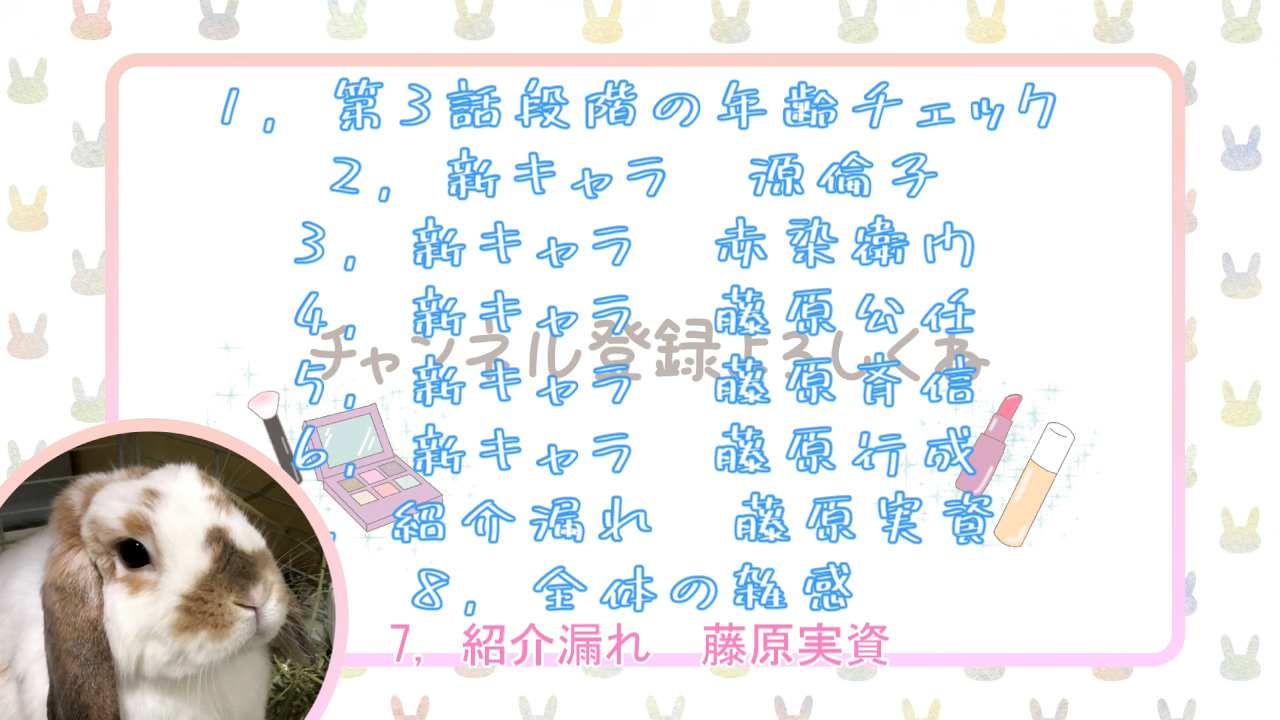 1, 第3話段階の年齢チェック
2, 新キャラ　源倫子
3, 新キャラ　赤染衛門
4, 新キャラ　藤原公任
チャンネル登録よろしくね
5, 新キャラ　藤原斉信
6, 新キャラ　藤原行成
, 紹介漏れ　藤原実資
8, 全体の雑感
7, 紹介漏れ　藤原実資